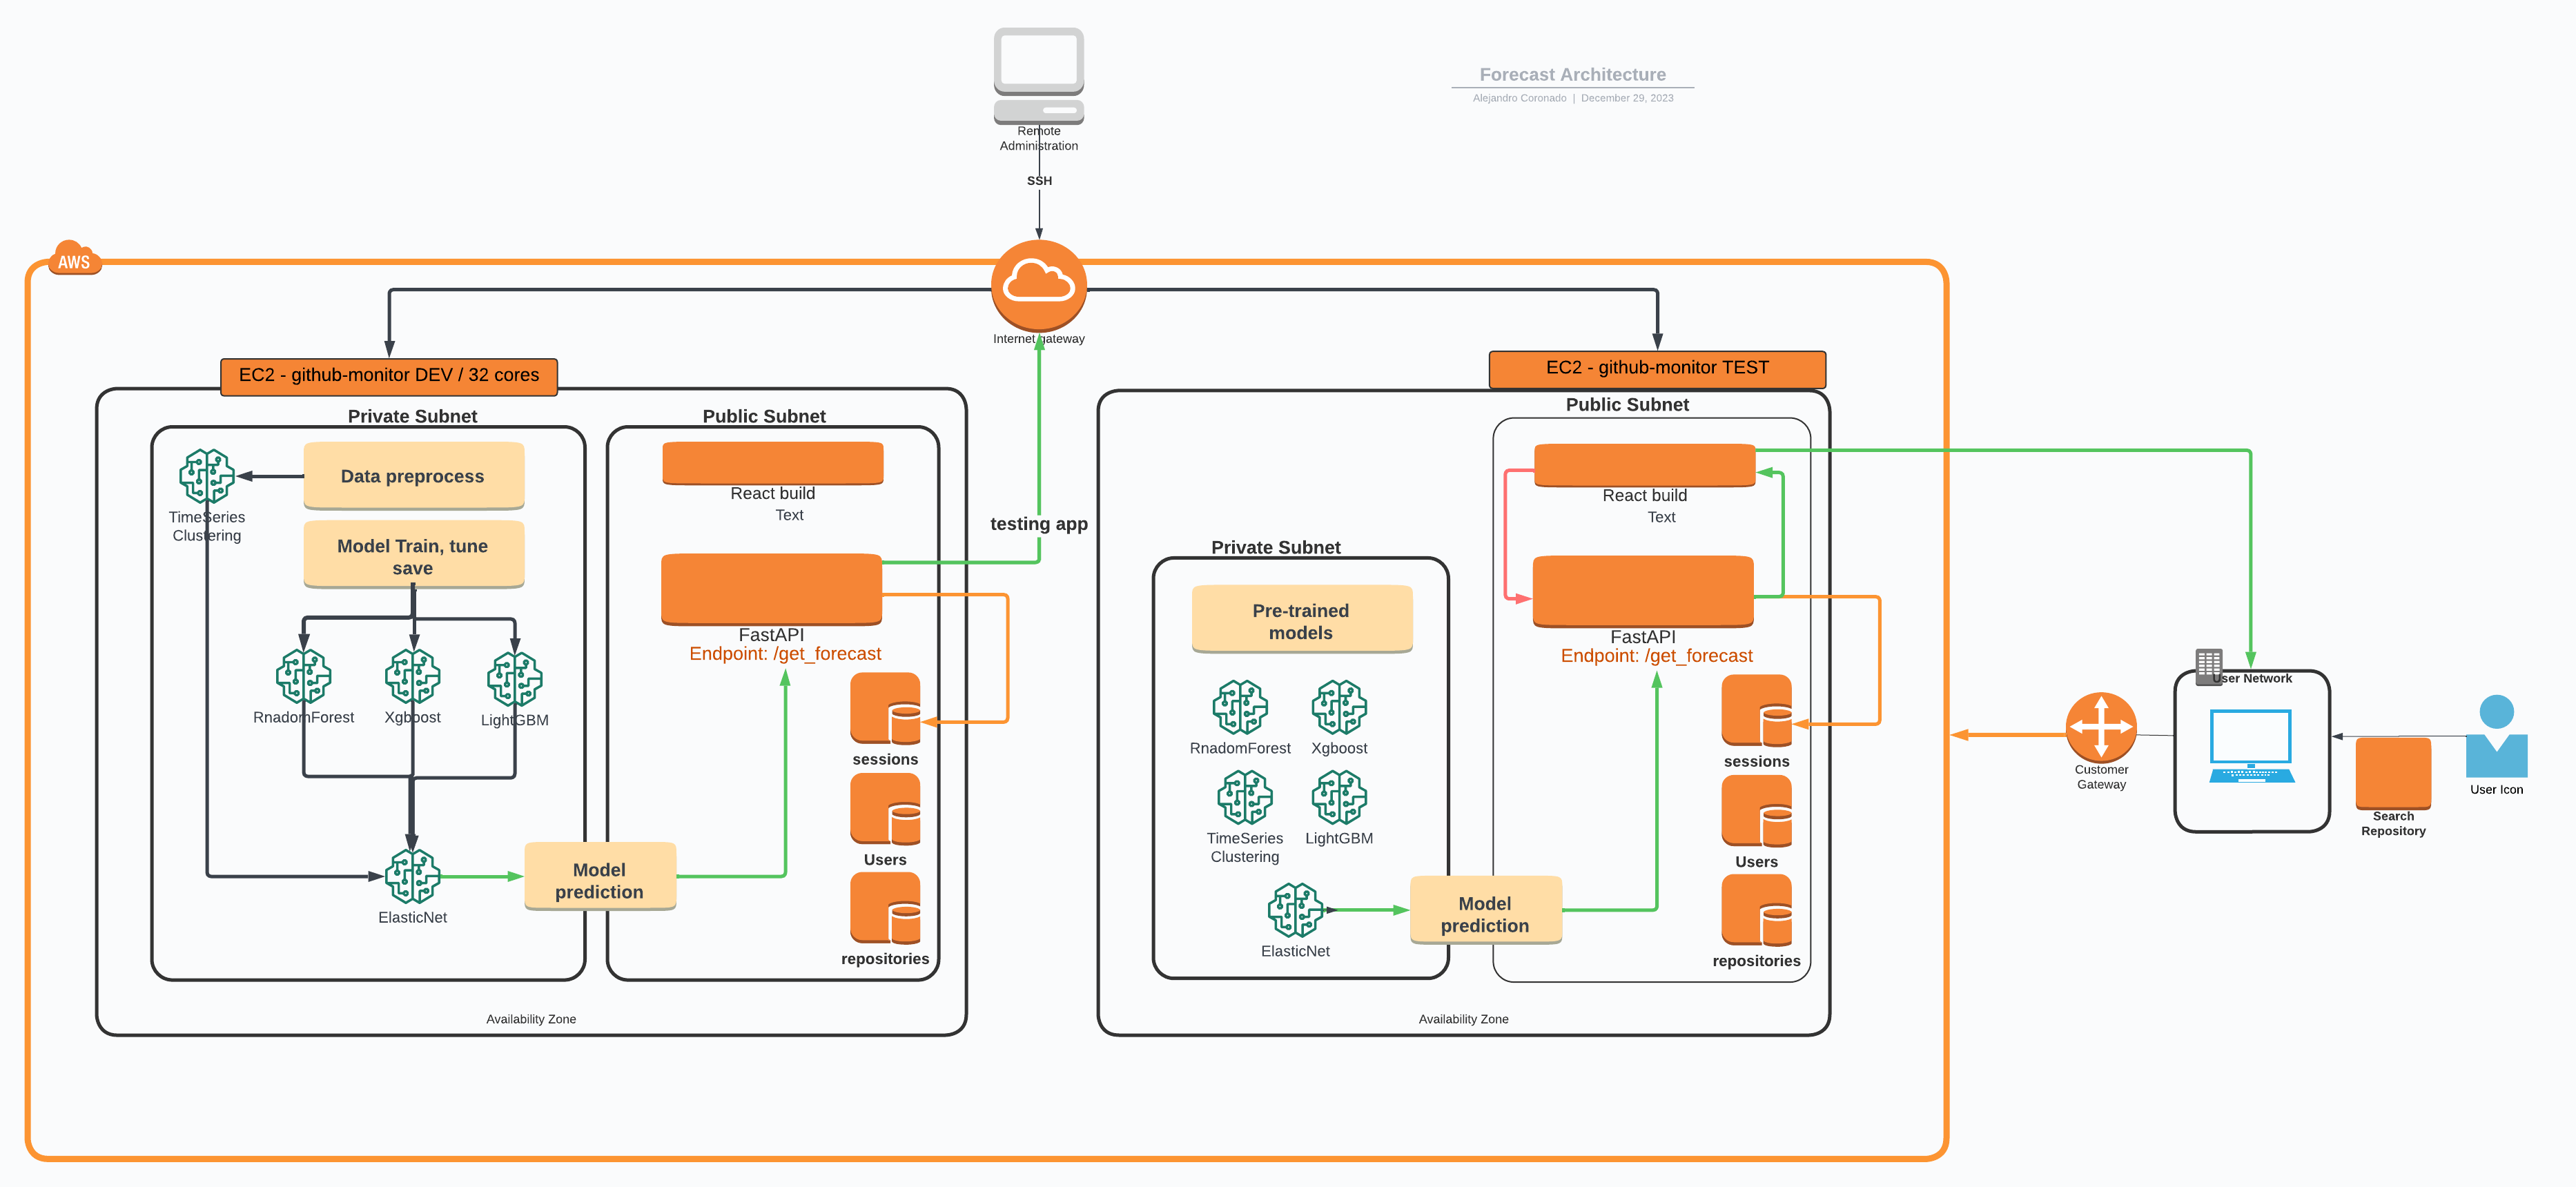 Forecast Architecture
Alejandro Coronado | December 29, 2023
Remote
Administration
SSH
AWS
Internet gateway
EC2 - github-monitor DEV / 32 cores
Private Subnet
Public Subnet
Data preprocess
TimeSeries
Clustering
Model Train, tune
save
RnadomForest
Xgboost
LightGBM
ElasticNet
Model
prediction
React build
Text
FastAPI
Endpoint: /get_forecast
sessions
Users
repositories
Availability Zone
testing app
EC2 - github-monitor TEST
Public Subnet
Private Subnet
Pre-trained
models
RnadomForest
Xgboost
TimeSeries
Clustering
LightGBM
ElasticNet
Model
prediction
React build
Text
FastAPI
Endpoint: /get_forecast
sessions
Users
repositories
Availability Zone
Customer
Gateway
User Network
Search
Repository
User Icon